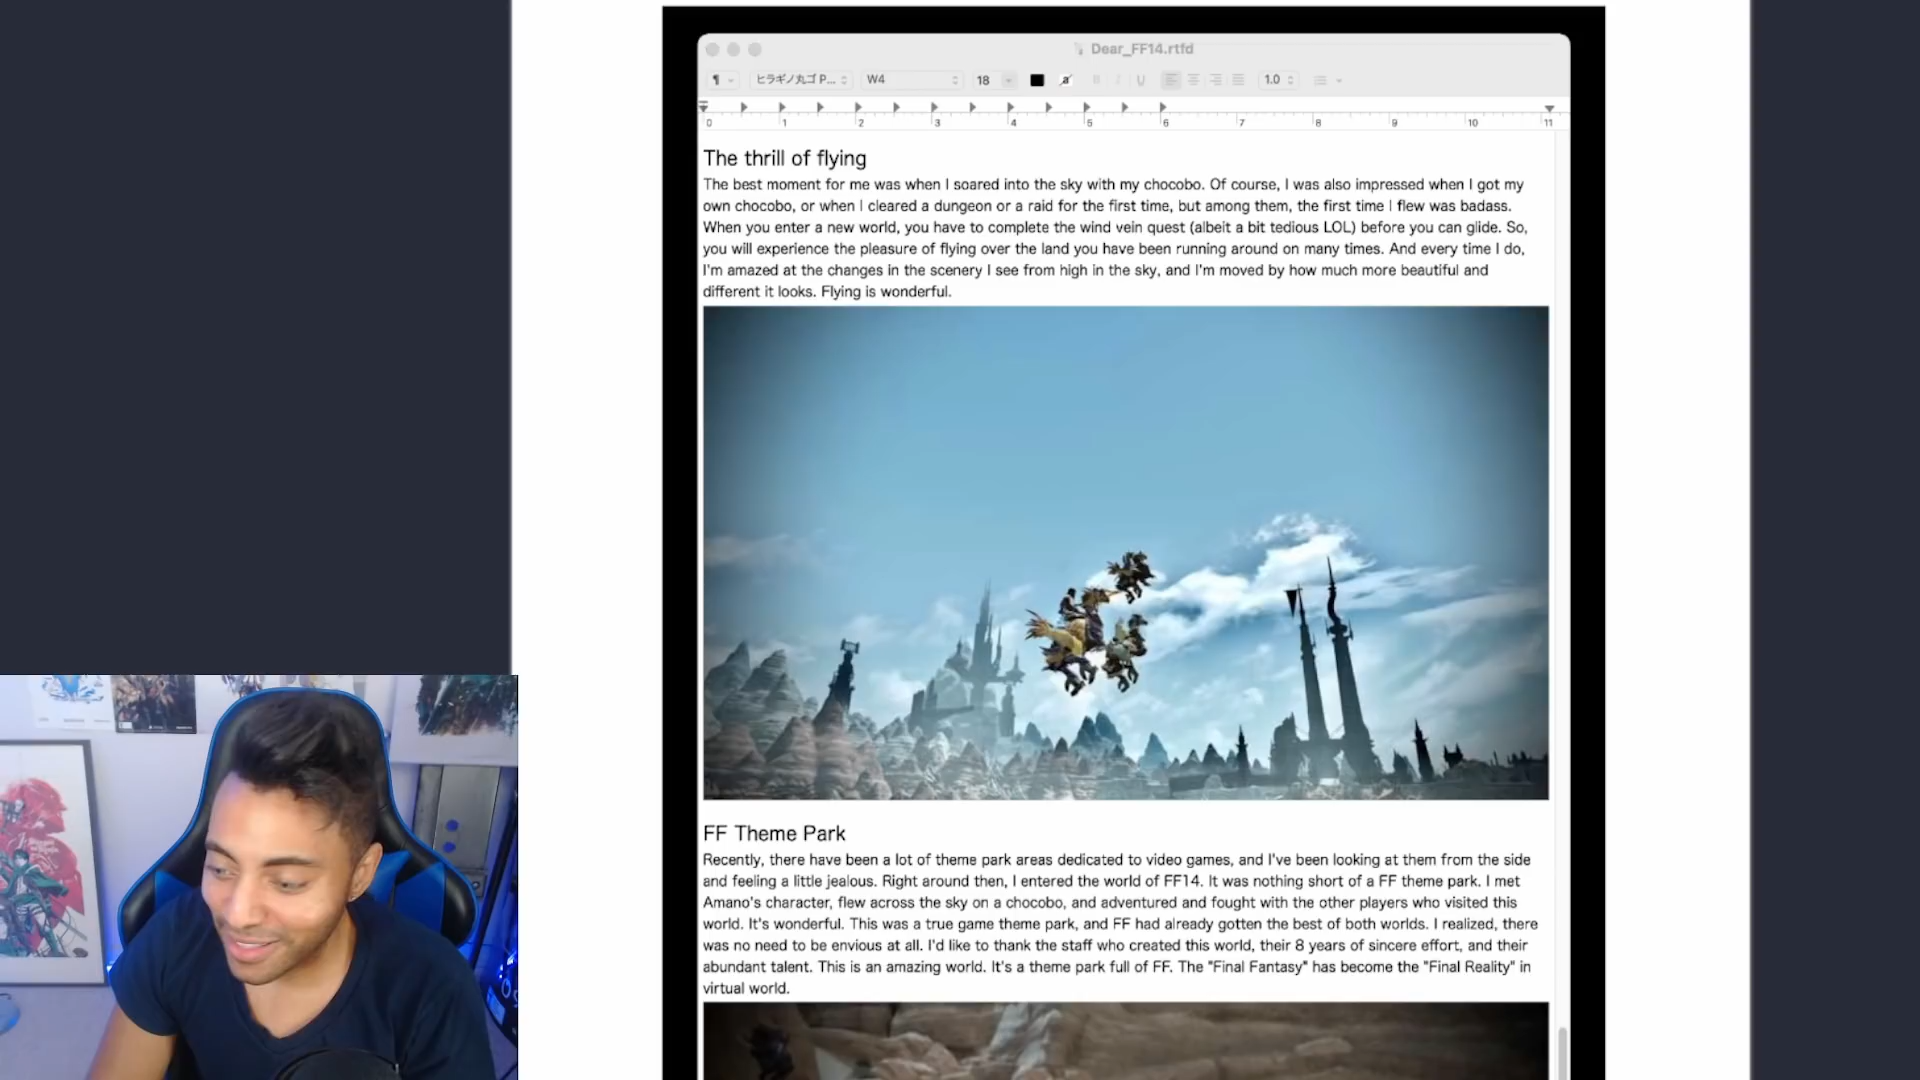 Dear_FF14.rtfd
¶ ヒラギノ丸ゴ P... W4 18 a B I U 1.0
0 1 2 3 4 5 6 7 8 9 10 11
The thrill of flying
The best moment for me was when I soared into the sky with my chocobo. Of course, I was also impressed when I got my
own chocobo, or when I cleared a dungeon or a raid for the first time, but among them, the first time I flew was badass.
When you enter a new world, you have to complete the wind vein quest (albeit a bit tedious LOL) before you can glide. So,
you will experience the pleasure of flying over the land you have been running around on many times. And every time I do,
I'm amazed at the changes in the scenery I see from high in the sky, and I'm moved by how much more beautiful and
different it looks. Flying is wonderful.
FF Theme Park
Recently, there have been a lot of theme park areas dedicated to video games, and I've been looking at them from the side
and feeling a little jealous. Right around then, I entered the world of FF14. It was nothing short of a FF theme park. I met
Amano's character, flew across the sky on a chocobo, and adventured and fought with the other players who visited this
world. It's wonderful. This was a true game theme park, and FF had already gotten the best of both worlds. I realized, there
was no need to be envious at all. I'd like to thank the staff who created this world, their 8 years of sincere effort, and their
abundant talent. This is an amazing world. It's a theme park full of FF. The "Final Fantasy" has become the "Final Reality" in
virtual world.